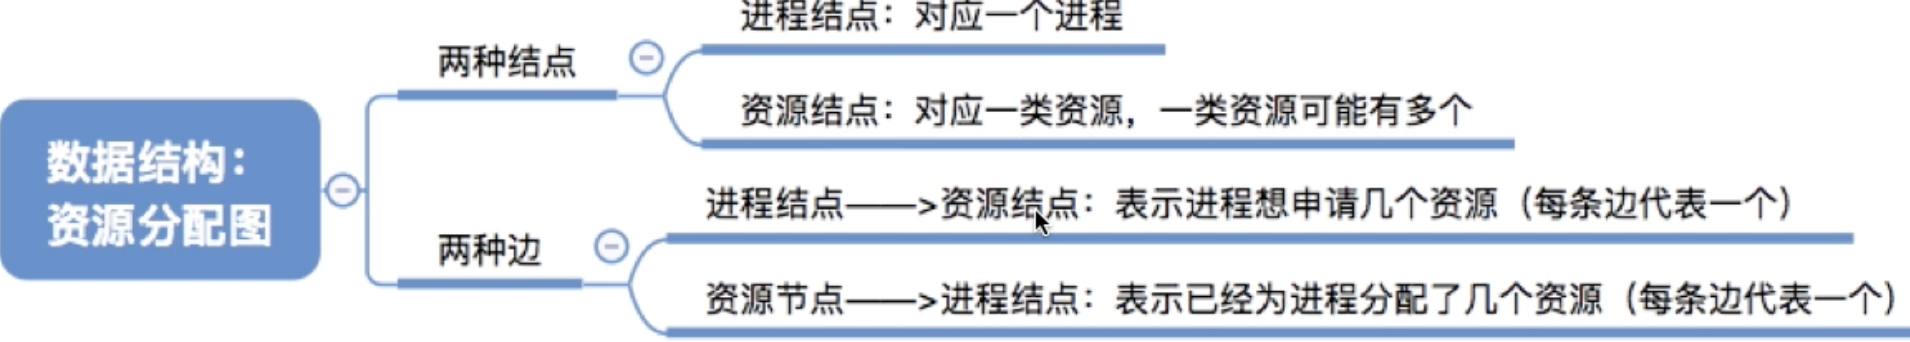 数据结构：
资源分配图
两种结点
进程结点：对应一个进程
资源结点：对应一类资源，一类资源可能有多个
两种边
进程结点——>资源结点：表示进程想申请几个资源（每条边代表一个）
资源节点——>进程结点：表示已经为进程分配了几个资源（每条边代表一个）